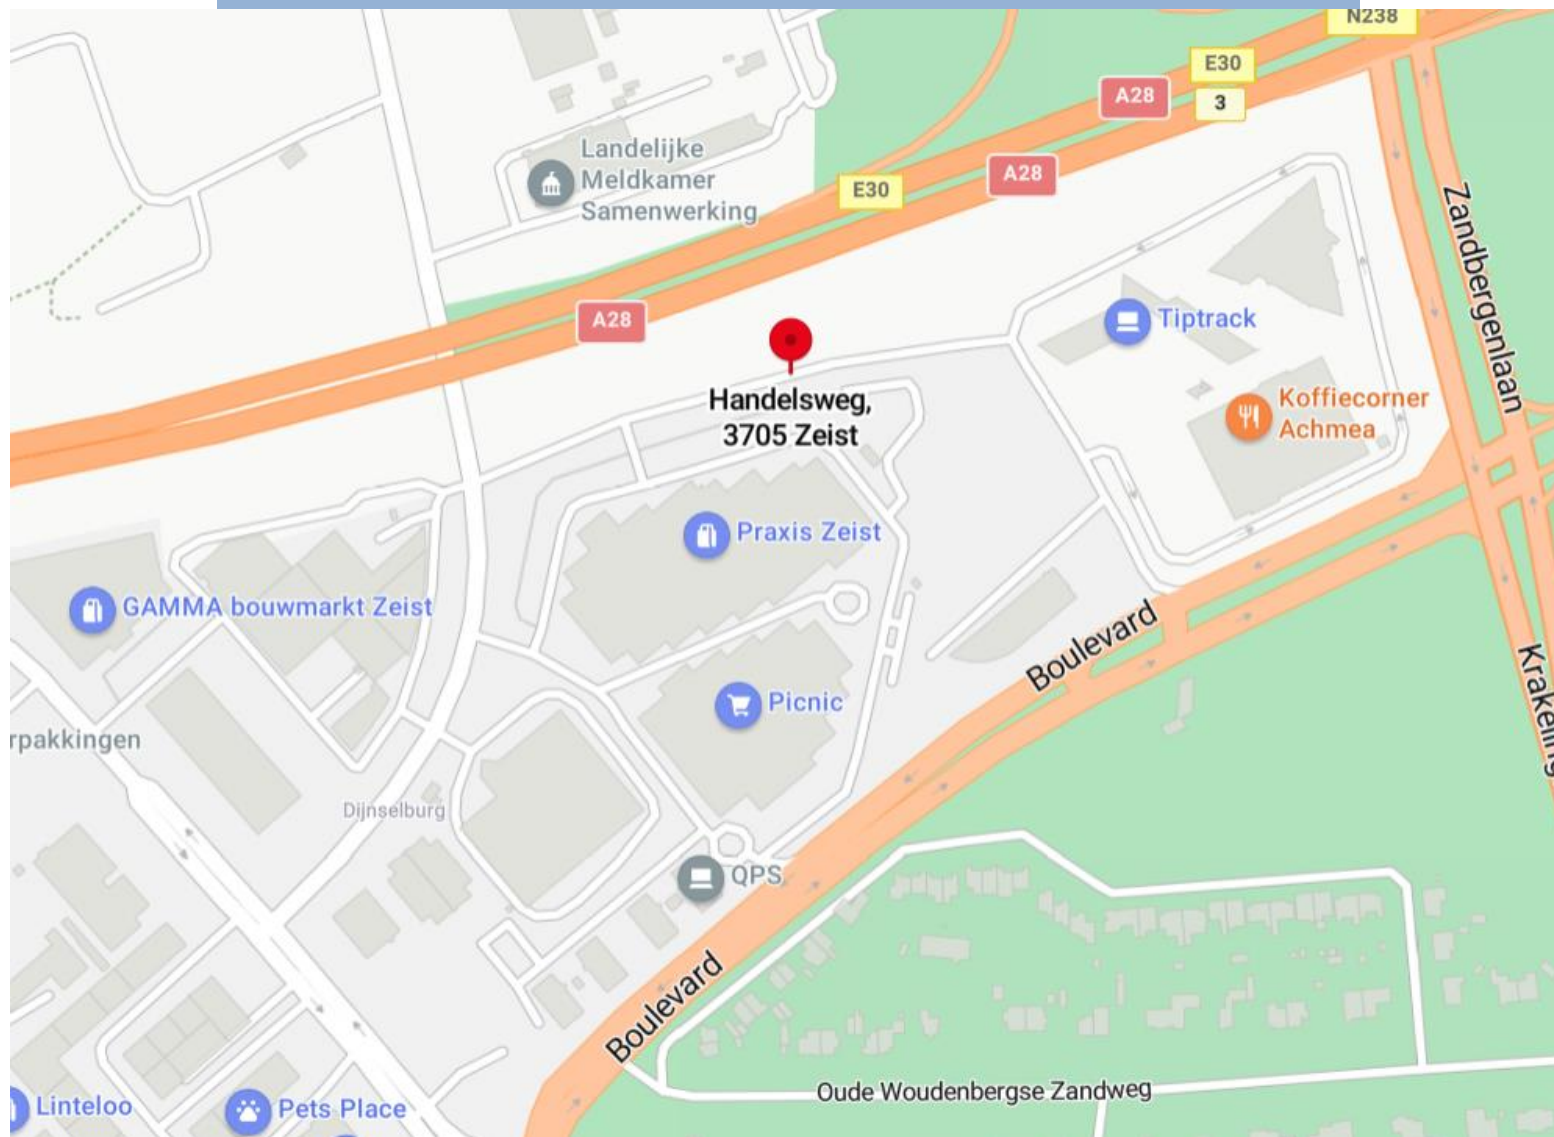 N238
E30
A28
3
Landelijke
Meldkamer
Samenwerking
E30
A28
Zandbergenlaan
A28
Tiptrack
Handelsweg,
3705 Zeist
Koffiecorner
Achmea
Praxis Zeist
GAMMA bouwmarkt Zeist
Boulevard
Picnic
Krakeling
rpakkingen
Dijnselburg
QPS
Boulevard
Oude Woudenbergse Zandweg
Linteloo
Pets Place